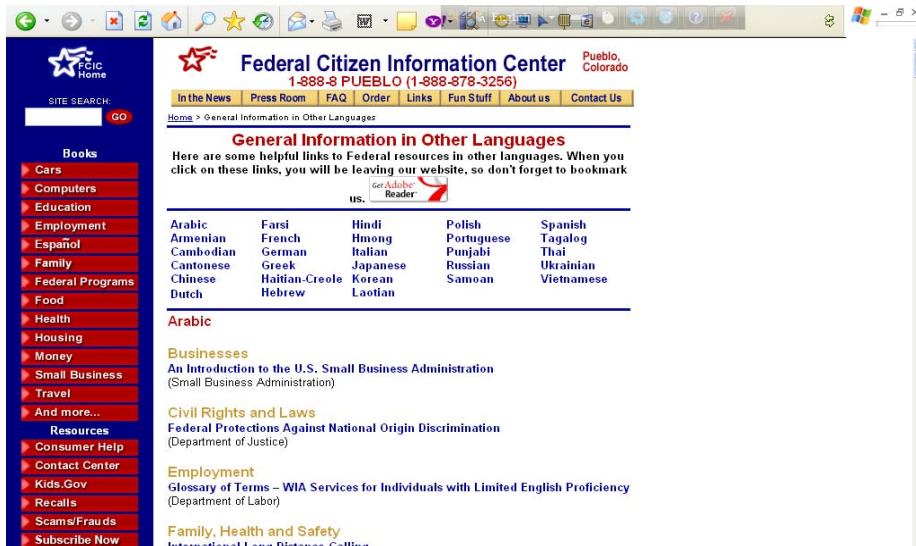 FCIC
Home
SITE SEARCH:
GO
Books
Cars
Computers
Education
Employment
Español
Family
Federal Programs
Food
Health
Housing
Money
Small Business
Travel
And more...
Resources
Consumer Help
Contact Center
Kids.Gov
Recalls
Scams/Frauds
Subscribe Now
Federal Citizen Information Center
Pueblo,
Colorado
1-888-8 PUEBLO (1-888-878-3256)
In the News Press Room FAQ Order Links Fun Stuff About us Contact Us
Home > General Information in Other Languages
General Information in Other Languages
Here are some helpful links to Federal resources in other languages. When you
click on these links, you will be leaving our website, so don't forget to bookmark
us. Get Adobe Reader
Arabic Farsi Hindi Polish Spanish
Armenian French Hmong Portuguese Tagalog
Cambodian German Italian Punjabi Thai
Cantonese Greek Japanese Russian Ukrainian
Chinese Haitian-Creole Korean Samoan Vietnamese
Dutch Hebrew Laotian
Arabic
Businesses
An Introduction to the U.S. Small Business Administration
(Small Business Administration)
Civil Rights and Laws
Federal Protections Against National Origin Discrimination
(Department of Justice)
Employment
Glossary of Terms – WIA Services for Individuals with Limited English Proficiency
(Department of Labor)
Family, Health and Safety
International Long Distance Calling